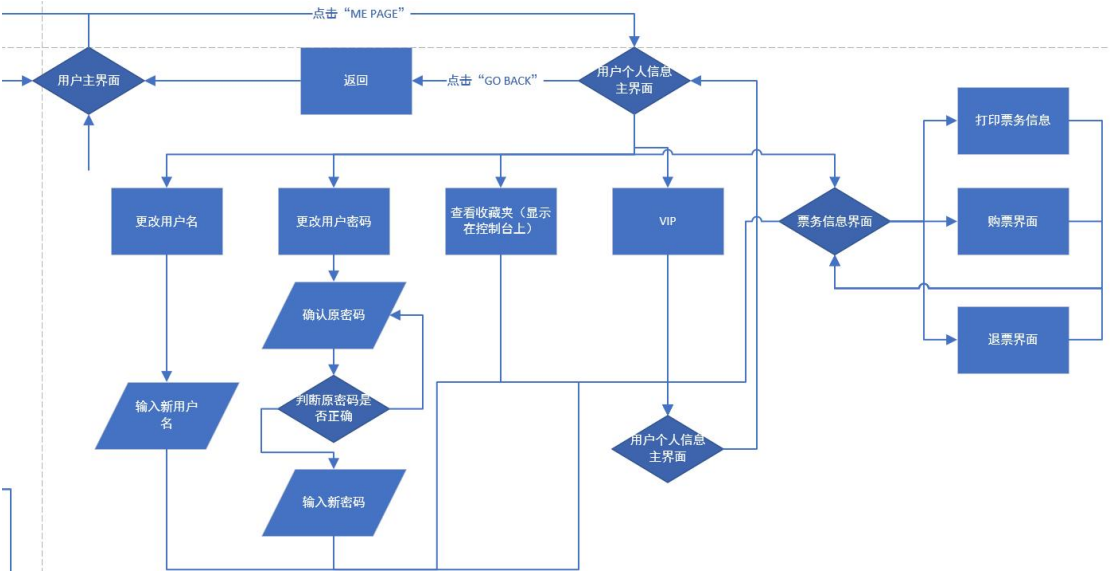 点击“ME PAGE”
用户主界面
返回
点击“GO BACK”
用户个人信息
主界面
打印票务信息
更改用户名
更改用户密码
查看收藏夹（显示
在控制台上）
VIP
票务信息界面
购票界面
确认原密码
退票界面
判断原密码是
否正确
输入新用户
名
用户个人信息
主界面
输入新密码